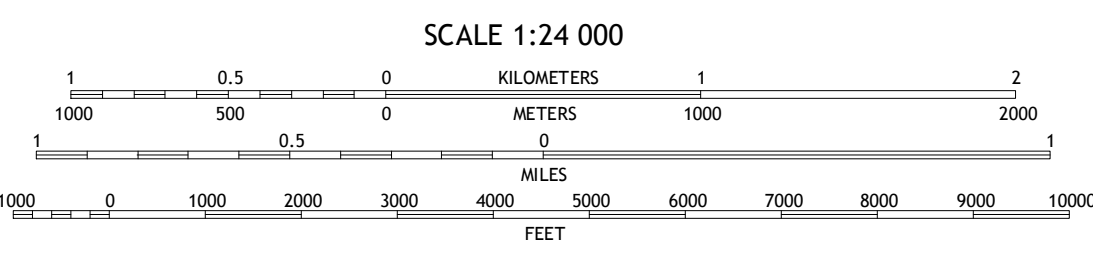 SCALE 1:24 000
1 0.5 0 KILOMETERS 1 2
1000 500 0 METERS 1000 2000
1 0.5 0 1
MILES
1000 0 1000 2000 3000 4000 5000 6000 7000 8000 9000 10000
FEET